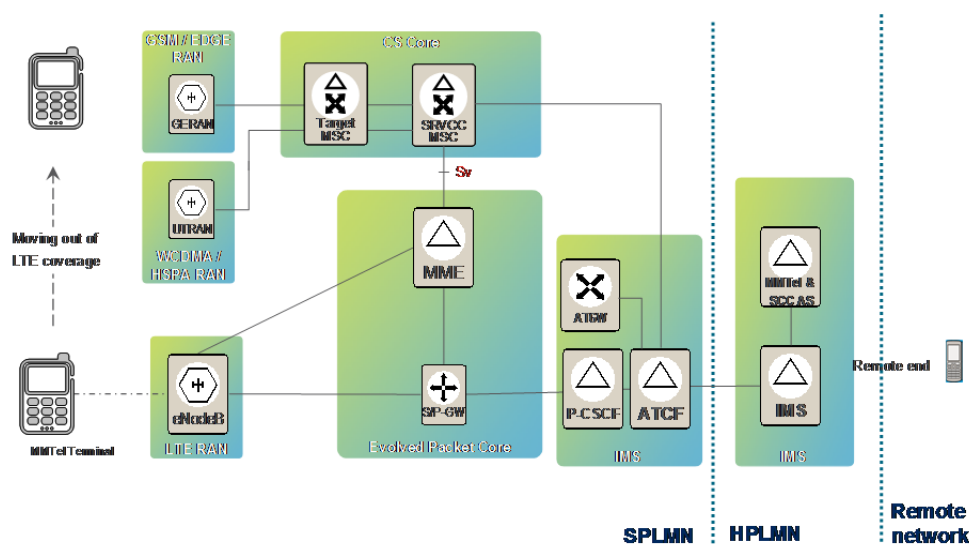 GSM / EDGE
RAN
GERAN
CS Core
Target
MSC
SRVCC
MSC
Sv
UTRAN
WCDMA /
HSPA RAN
Moving out of
LTE coverage
MME
ATGW
MMTel &
SCC AS
Remote end
eNodeB
S/P-GW
P-CSCF
ATCF
IMS
MMTel Terminal
LTE RAN
Evolved Packet Core
IMS
IMS
SPLMN
HPLMN
Remote
network